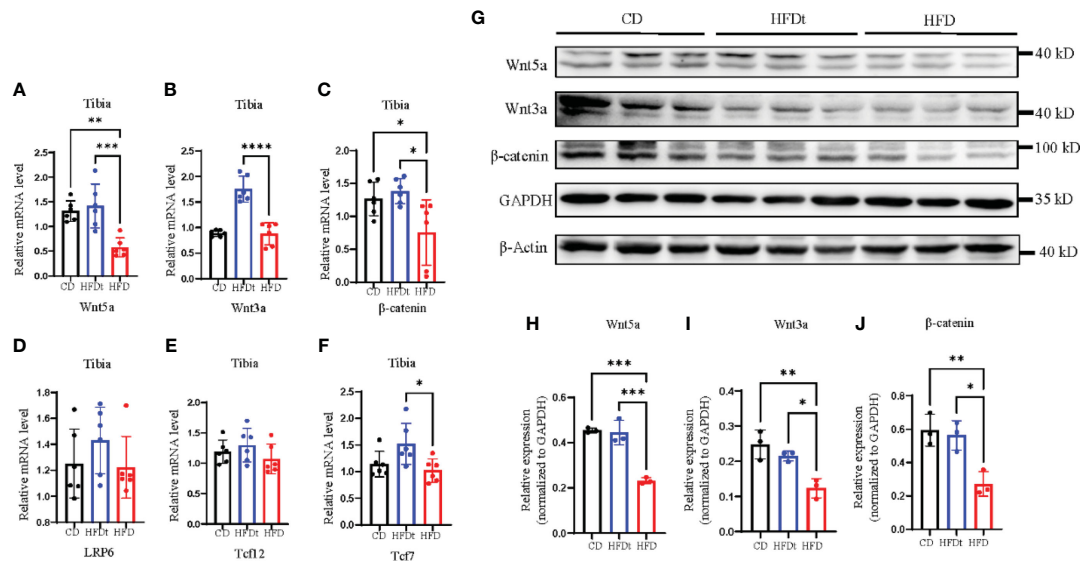 G
CD HFDt HFD
Wnt5a
40 kD
Wnt3a
40 kD
β-catenin
100 kD
GAPDH
35 kD
β-Actin
40 kD
A
Tibia
**
***
Relative mRNA level
2.5
2.0
1.5
1.0
0.5
0.0
CD HFDt HFD
Wnt5a
B
Tibia
****
Relative mRNA level
2.5
2.0
1.5
1.0
0.5
0.0
CD HFDt HFD
Wnt3a
C
Tibia
*
*
Relative mRNA level
2.0
1.5
1.0
0.5
0.0
CD HFDt HFD
β-catenin
D
Tibia
Relative mRNA level
1.8
1.6
1.4
1.2
1.0
0.8
CD HFDt HFD
LRP6
E
Tibia
Relative mRNA level
2.0
1.5
1.0
0.5
0.0
CD HFDt HFD
Tcf12
F
Tibia
*
Relative mRNA level
2.5
2.0
1.5
1.0
0.5
0.0
CD HFDt HFD
Tcf7
H
Wnt5a
***
***
Relative expression
(normalized to GAPDH)
0.6
0.4
0.2
0.0
CD HFDt HFD
I
Wnt3a
**
*
Relative expression
(normalized to GAPDH)
0.4
0.3
0.2
0.1
0.0
CD HFDt HFD
J
β-catenin
**
*
Relative expression
(normalized to GAPDH)
0.8
0.6
0.4
0.2
0.0
CD HFDt HFD